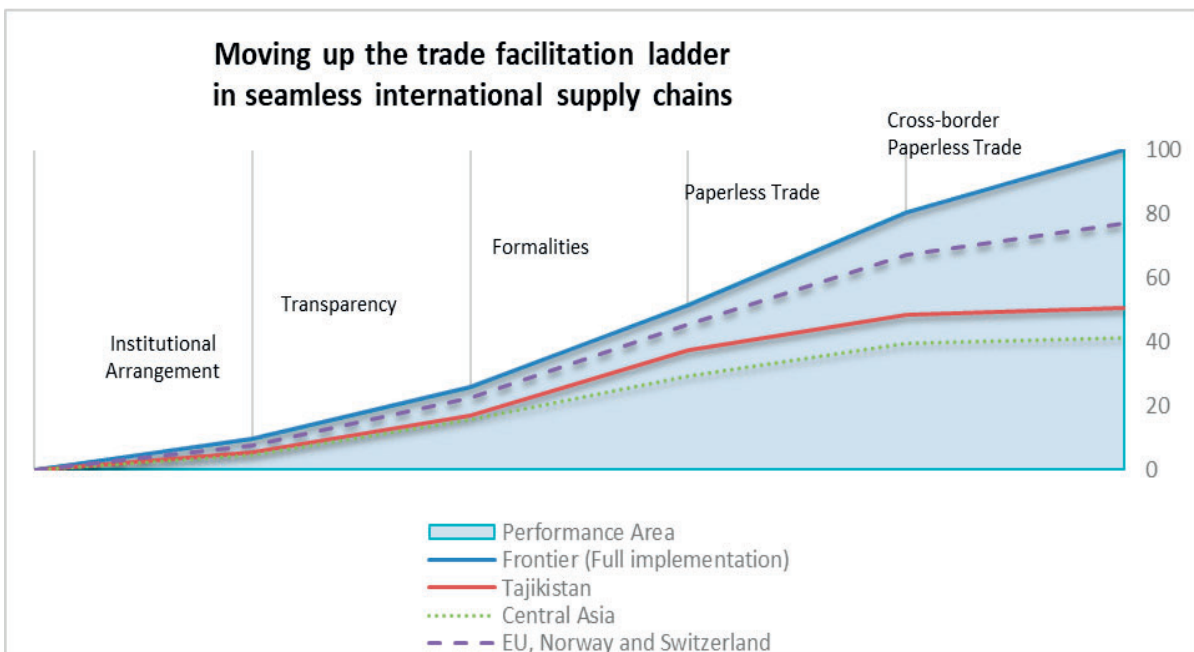 Moving up the trade facilitation ladder
in seamless international supply chains
Cross-border
Paperless Trade
Paperless Trade
Formalities
Transparency
Institutional
Arrangement
100
80
60
40
20
0
Performance Area
Frontier (Full implementation)
Tajikistan
Central Asia
EU, Norway and Switzerland